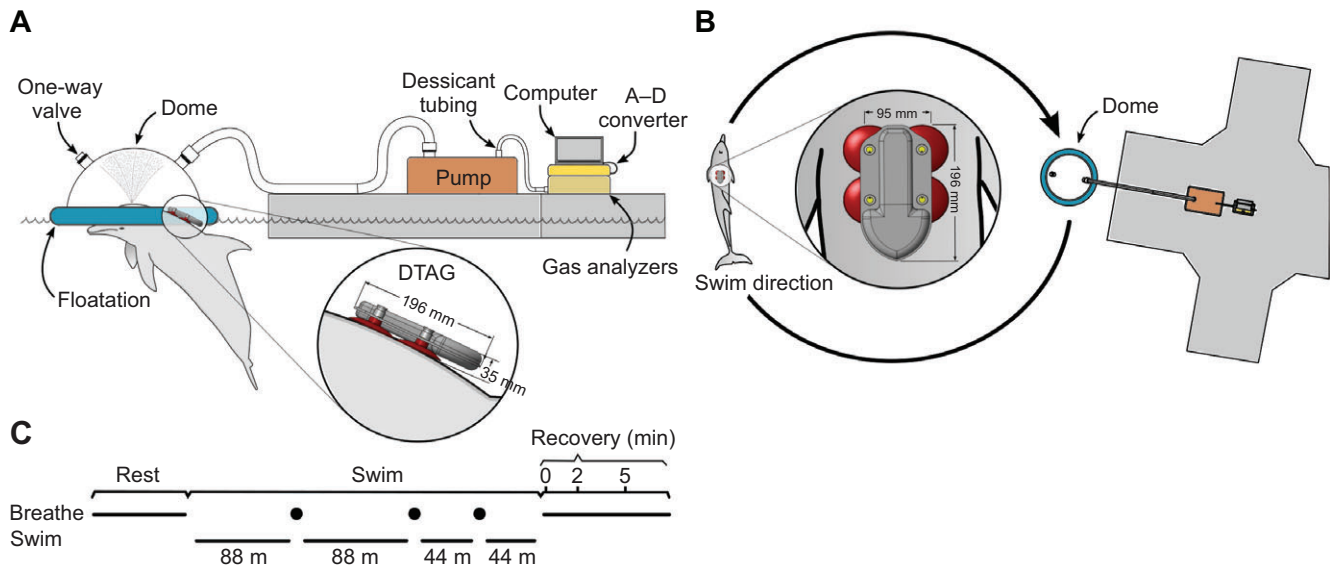 A
One-way
valve
Dome
Dessicant
tubing
Computer
A–D
converter
Pump
Floatation
Gas analyzers
DTAG
196 mm
35 mm
B
95 mm
196 mm
Dome
Swim direction
C
Recovery (min)
0 2 5
Rest Swim
Breathe
Swim
88 m 88 m 44 m 44 m